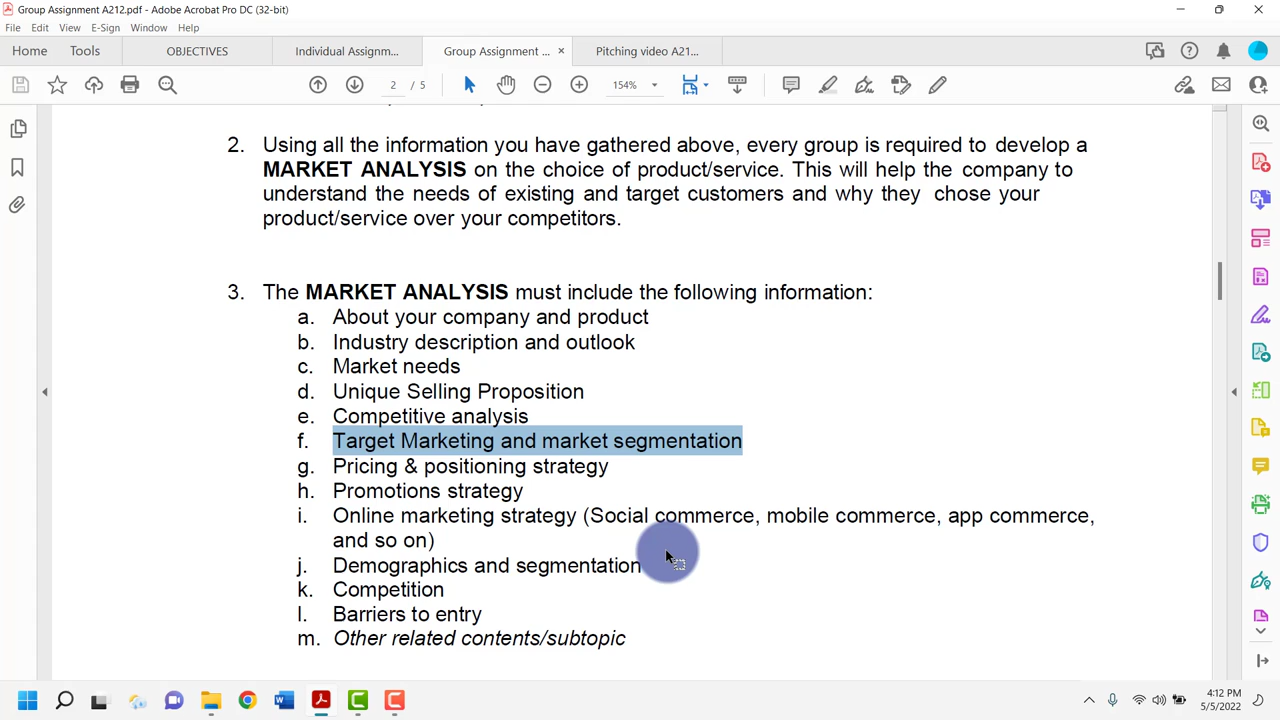 Group Assignment A212.pdf - Adobe Acrobat Pro DC (32-bit)
File Edit View E-Sign Window Help
Home Tools OBJECTIVES Individual Assignm... Group Assignment ... × Pitching video A21...
2 / 5 154%
2. Using all the information you have gathered above, every group is required to develop a
MARKET ANALYSIS on the choice of product/service. This will help the company to
understand the needs of existing and target customers and why they chose your
product/service over your competitors.
3. The MARKET ANALYSIS must include the following information:
a. About your company and product
b. Industry description and outlook
c. Market needs
d. Unique Selling Proposition
e. Competitive analysis
f. Target Marketing and market segmentation
g. Pricing & positioning strategy
h. Promotions strategy
i. Online marketing strategy (Social commerce, mobile commerce, app commerce,
and so on)
j. Demographics and segmentation
k. Competition
l. Barriers to entry
m. Other related contents/subtopic
4:12 PM
5/5/2022